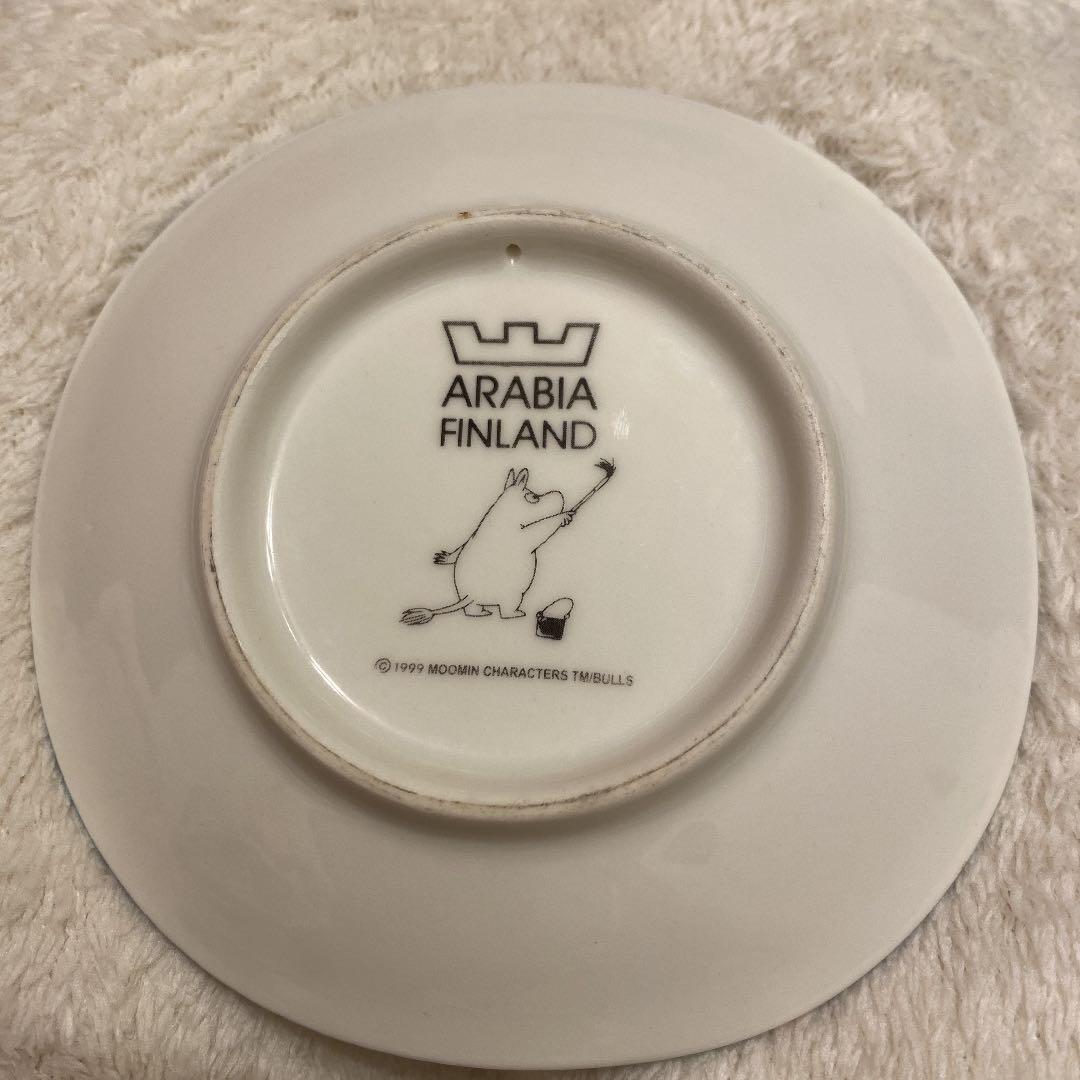 ARABIA
FINLAND
© 1999 MOOMIN CHARACTERS TM/BULLS